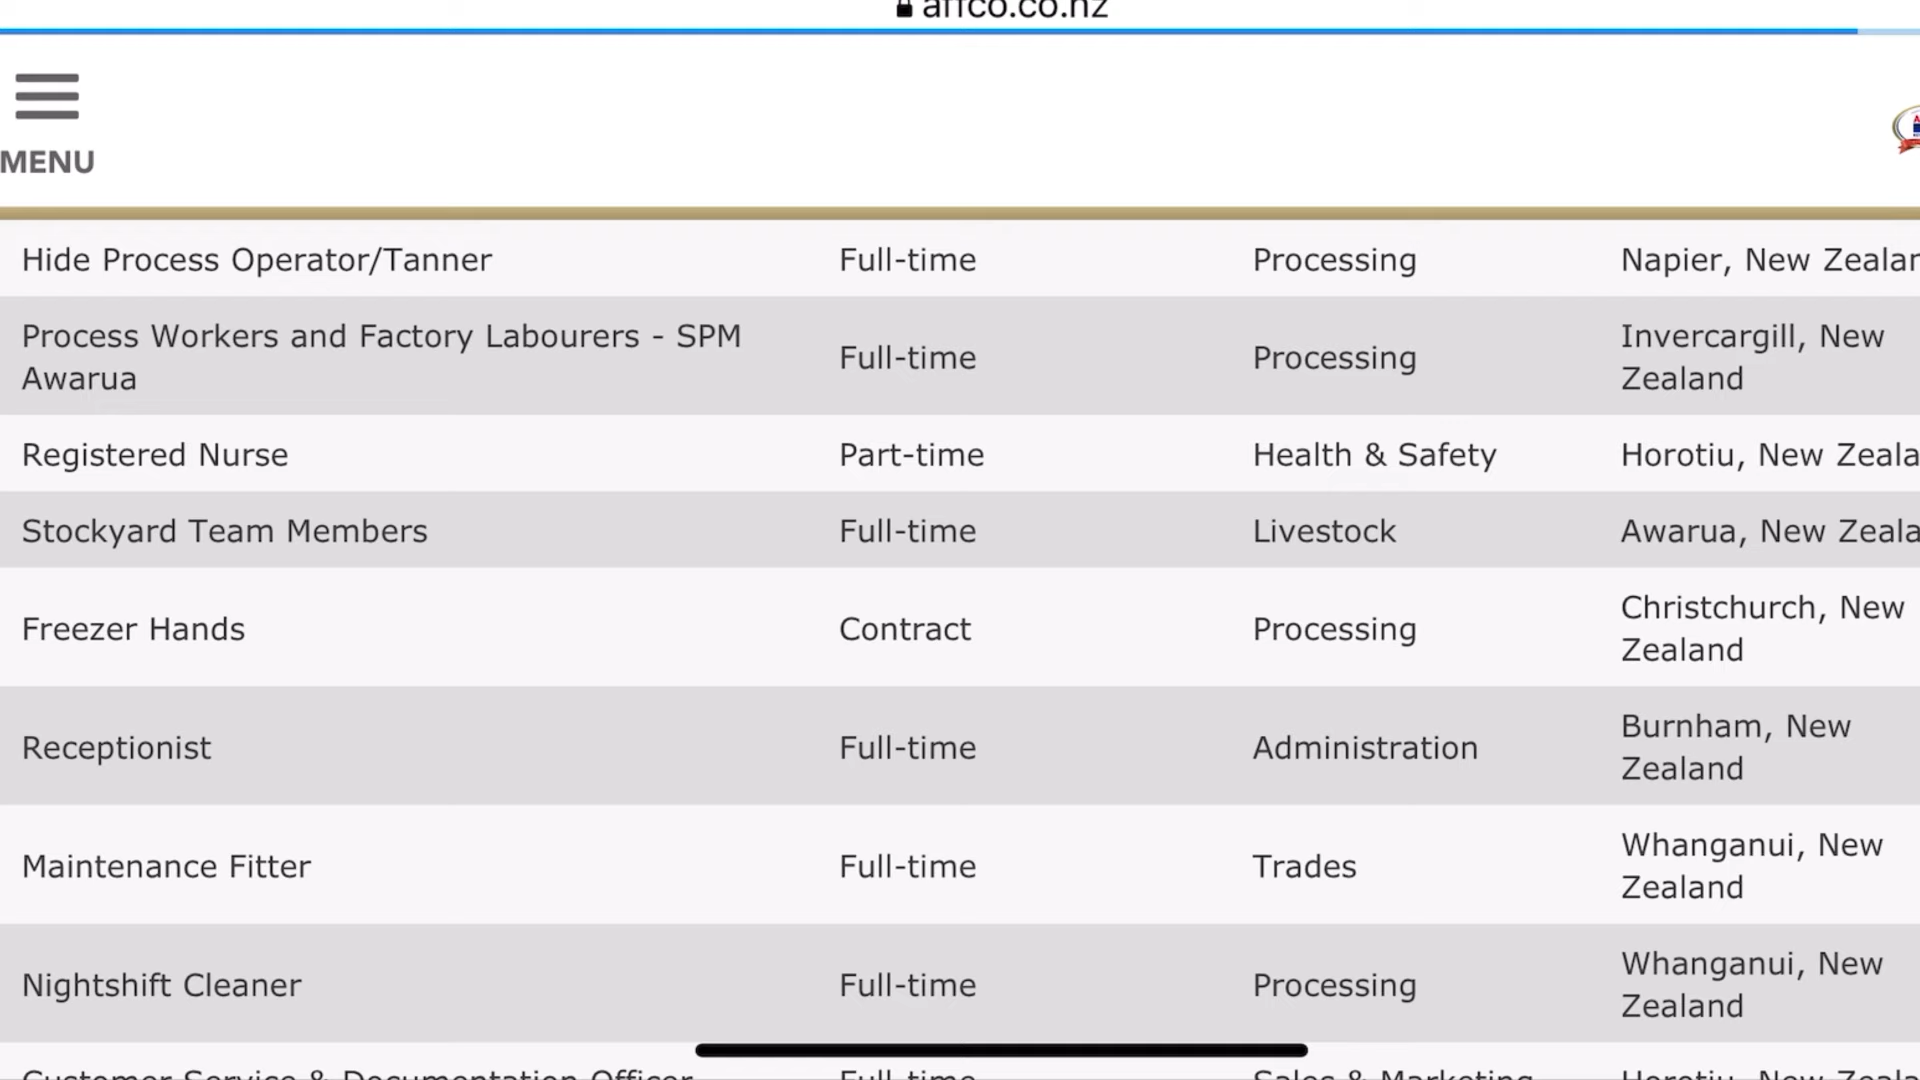 affco.co.nz
MENU
Hide Process Operator/Tanner Full-time Processing Napier, New Zealan
Process Workers and Factory Labourers - SPM
Awarua Full-time Processing Invercargill, New
Zealand
Registered Nurse Part-time Health & Safety Horotiu, New Zeala
Stockyard Team Members Full-time Livestock Awarua, New Zeala
Freezer Hands Contract Processing Christchurch, New
Zealand
Receptionist Full-time Administration Burnham, New
Zealand
Maintenance Fitter Full-time Trades Whanganui, New
Zealand
Nightshift Cleaner Full-time Processing Whanganui, New
Zealand
Customer Service & Documentation Officer Full-time Sales & Marketing Horotiu, New Zeala